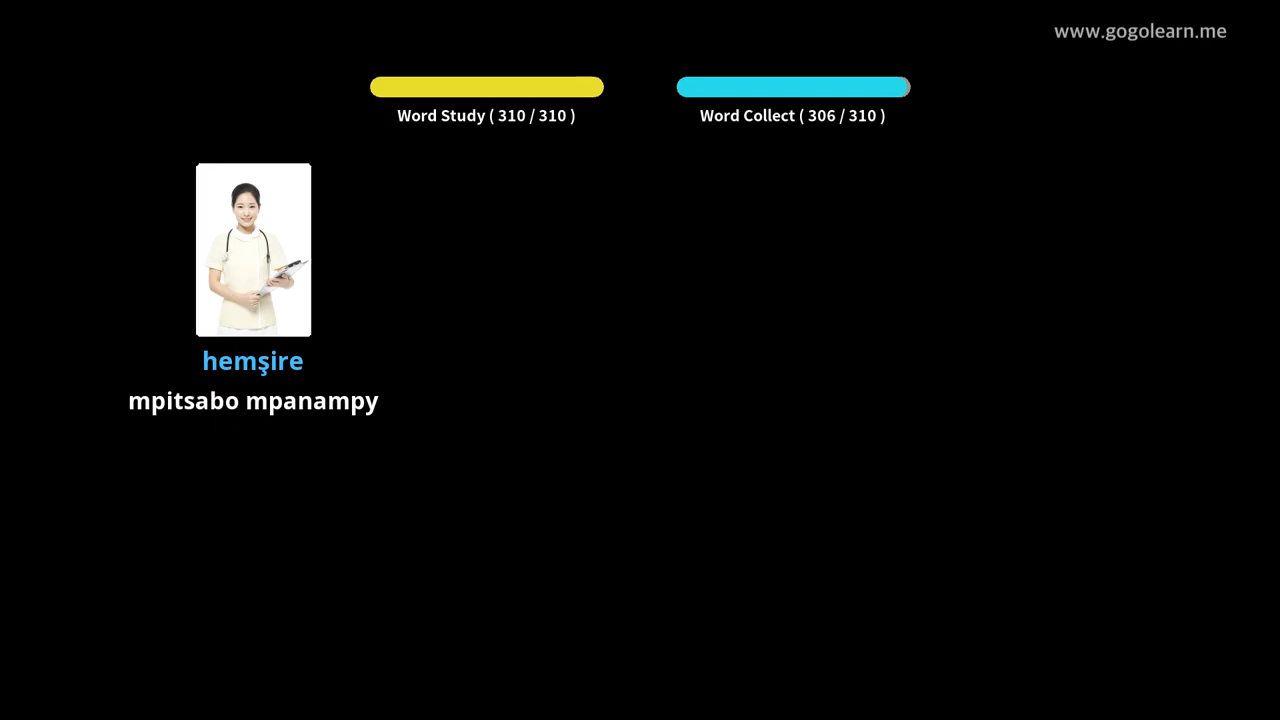 www.gogolearn.me
Word Study ( 310 / 310 )
Word Collect ( 306 / 310 )
hemşire
mpitsabo mpanampy